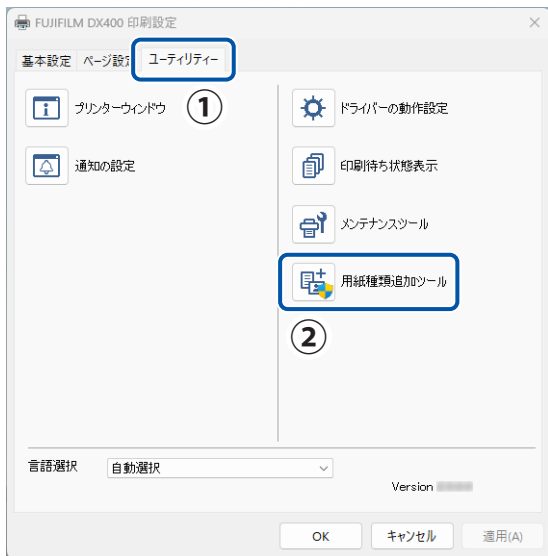 FUJIFILM DX400 印刷設定
基本設定 ページ設定 ユーティリティー
①
プリンターウィンドウ
通知の設定
ドライバーの動作設定
印刷待ち状態表示
メンテナンスツール
用紙種類追加ツール
②
言語選択 自動選択
Version
OK キャンセル 適用(A)